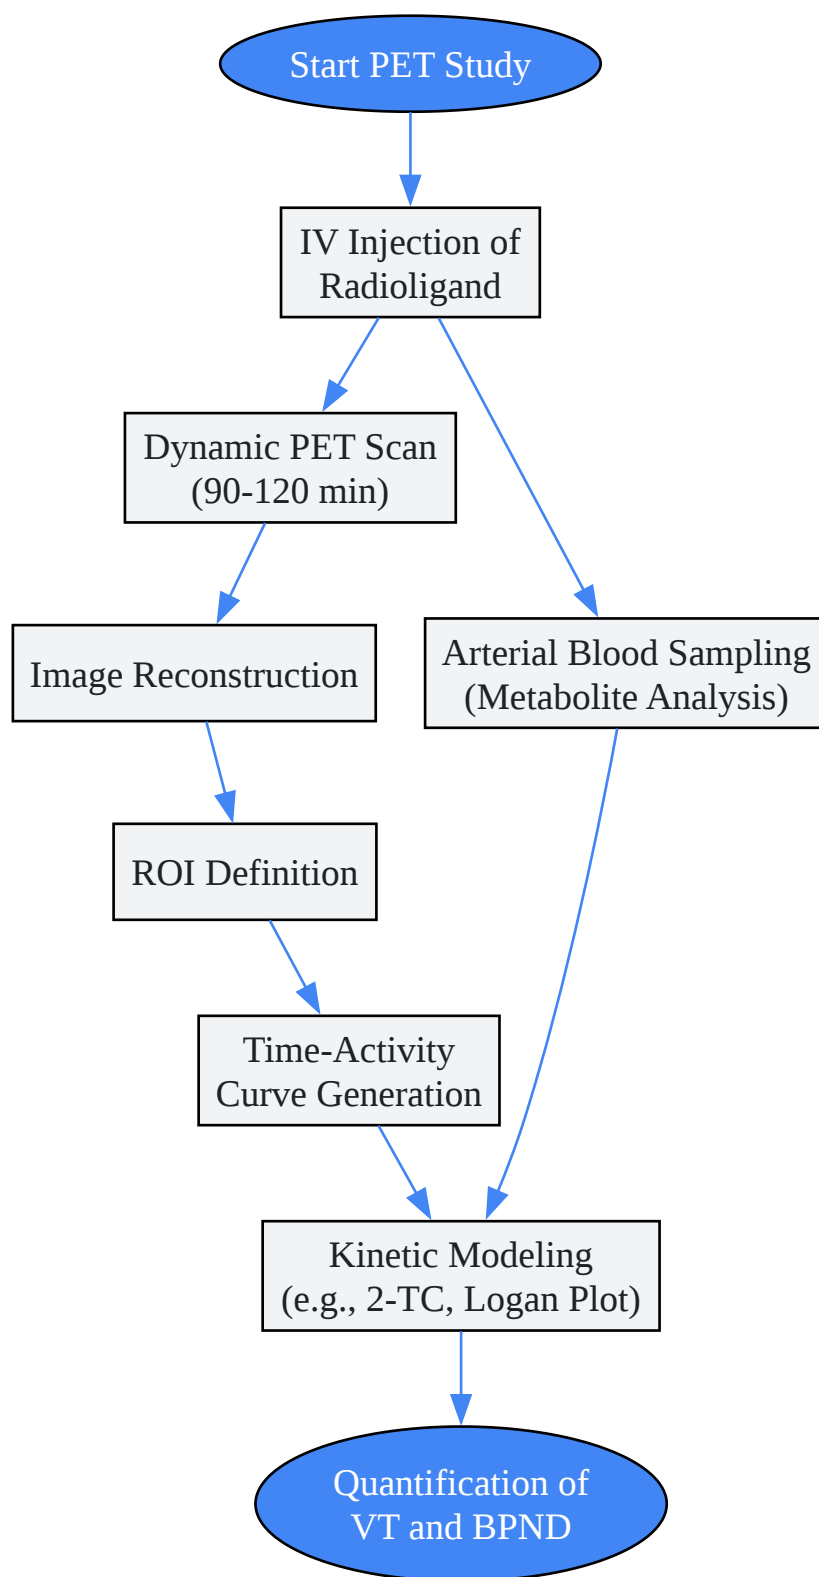 Start PET Study
IV Injection of
Radioligand
Dynamic PET Scan
(90-120 min)
Image Reconstruction
Arterial Blood Sampling
(Metabolite Analysis)
ROI Definition
Time-Activity
Curve Generation
Kinetic Modeling
(e.g., 2-TC, Logan Plot)
Quantification of
VT and BPND